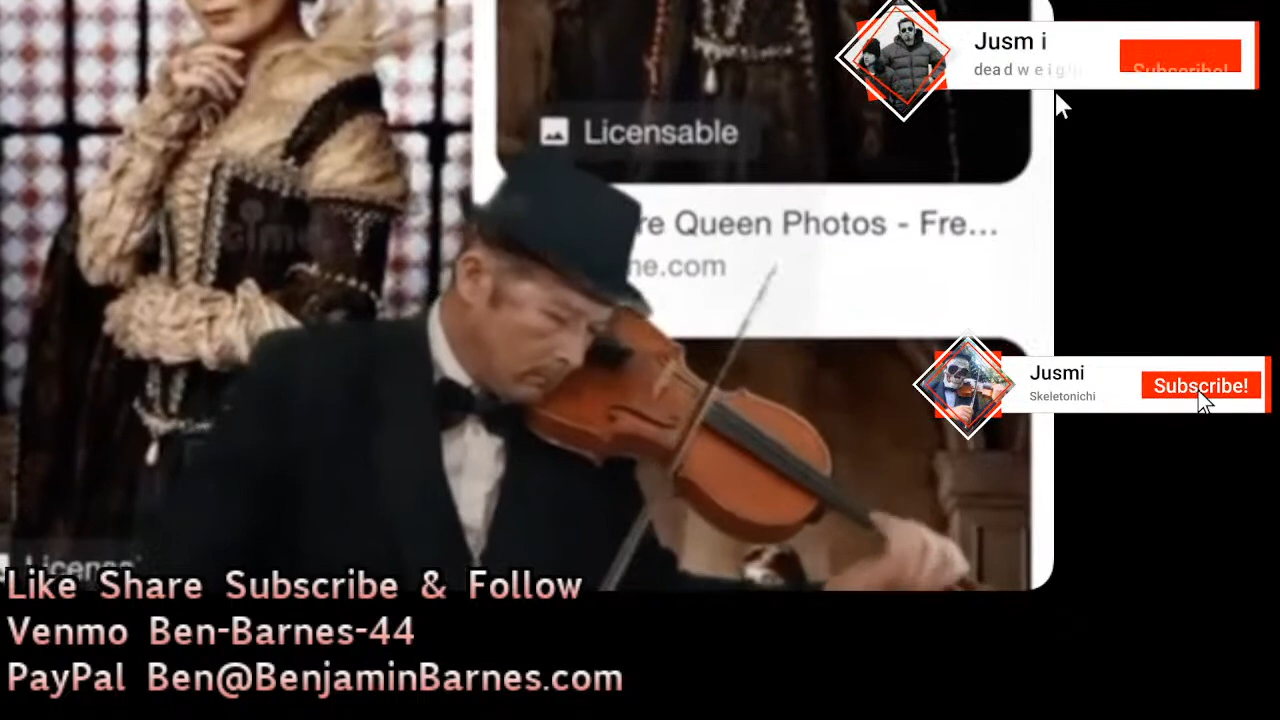 Jusm i
Subscribe!
Licensable
re Queen Photos - Fre...
ne.com
Jusmi
Skeletonichi
Subscribe!
Like Share Subscribe & Follow
Venmo Ben-Barnes-44
PayPal Ben@BenjaminBarnes.com